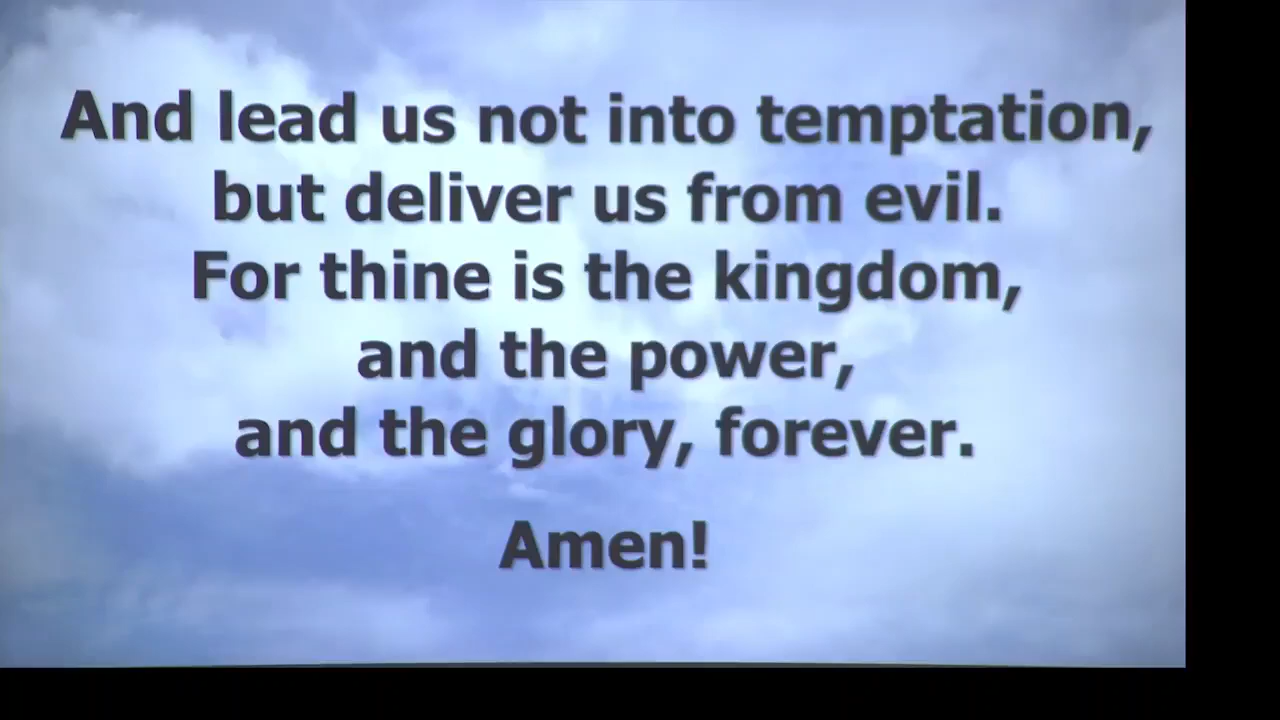 And lead us not into temptation,
but deliver us from evil.
For thine is the kingdom,
and the power,
and the glory, forever.
Amen!